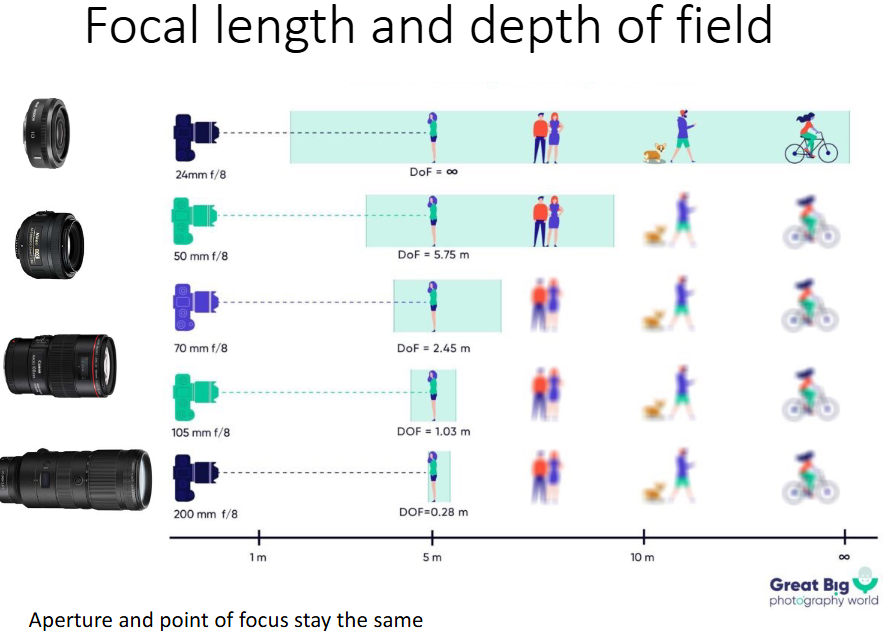 Focal length and depth of field
24mm f/8
DoF = ∞
50 mm f/8
DoF = 5.75 m
70 mm f/8
DoF = 2.45 m
105 mm f/8
DOF = 1.03 m
200 mm f/8
DOF=0.28 m
1 m
5 m
10 m
∞
Great Big
photography world
Aperture and point of focus stay the same